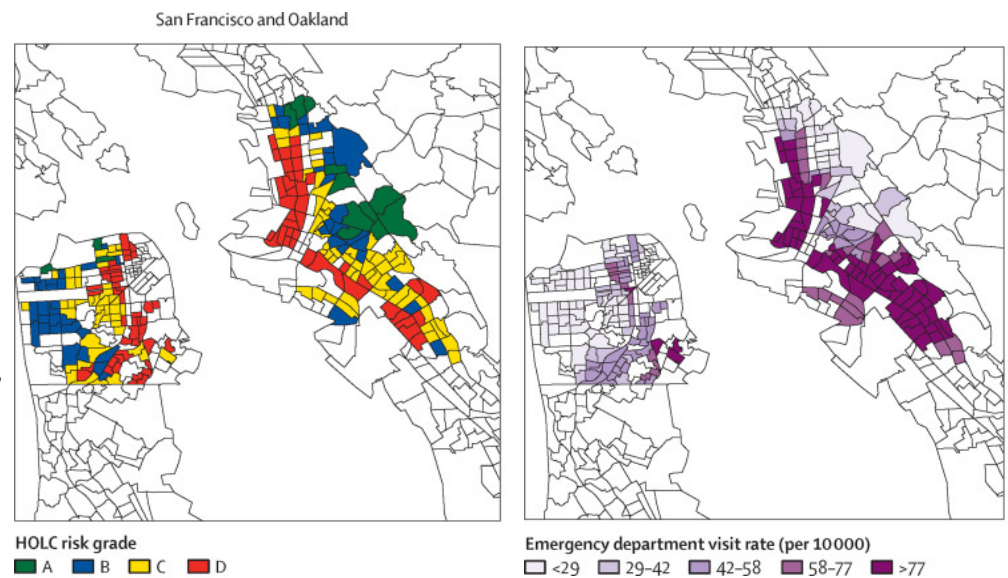 San Francisco and Oakland
HOLC risk grade
A B C D
Emergency department visit rate (per 10 000)
<29 29–42 42–58 58–77 >77